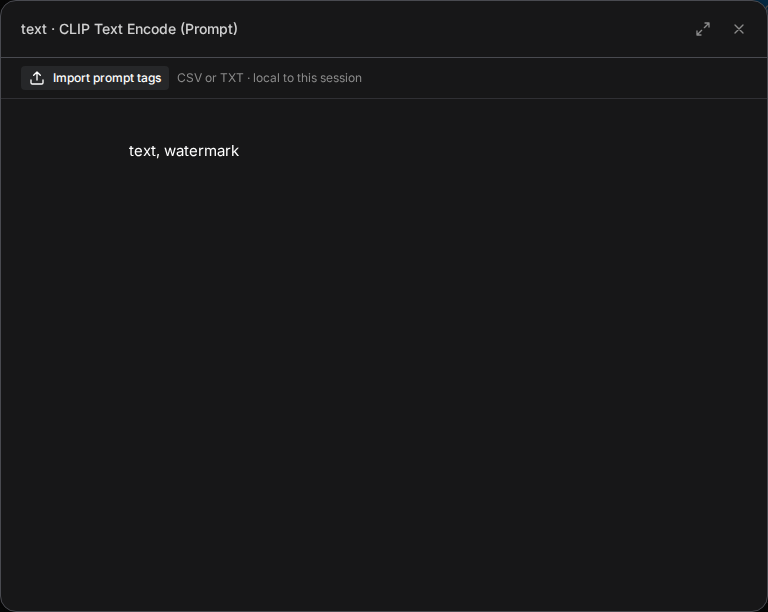 text · CLIP Text Encode (Prompt)
Import prompt tags CSV or TXT · local to this session
text, watermark